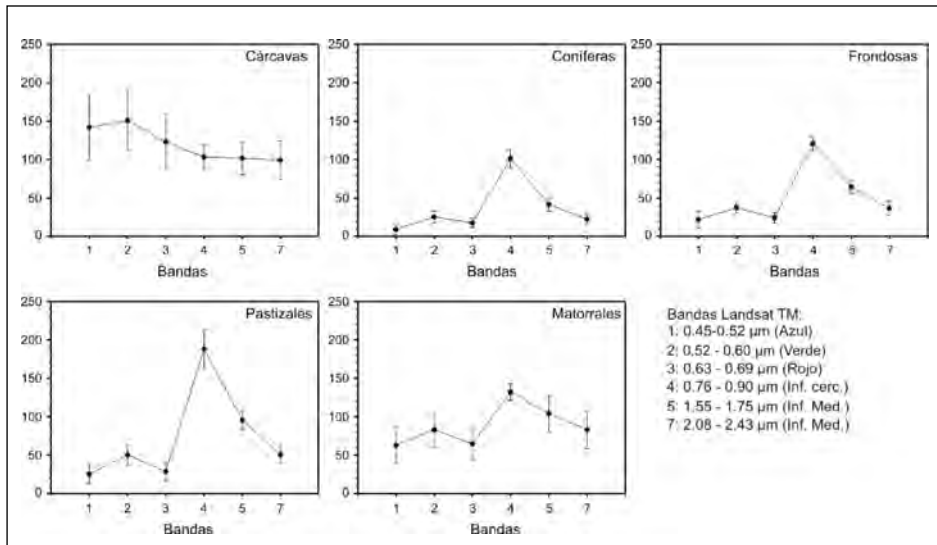 Cárcavas
250
200
150
100
50
0
1 2 3 4 5 7
Bandas
Coníferas
250
200
150
100
50
0
1 2 3 4 5 7
Bandas
Frondosas
250
200
150
100
50
0
1 2 3 4 5 7
Bandas
Pastizales
250
200
150
100
50
0
1 2 3 4 5 7
Bandas
Matorrales
250
200
150
100
50
0
1 2 3 4 5 7
Bandas
Bandas Landsat TM:
1: 0.45-0.52 µm (Azul)
2: 0.52 - 0.60 µm (Verde)
3: 0.63 - 0.69 µm (Rojo)
4: 0.76 - 0.90 µm (Inf. cerc.)
5: 1.55 - 1.75 µm (Inf. Med.)
7: 2.08 - 2.43 µm (Inf. Med.)